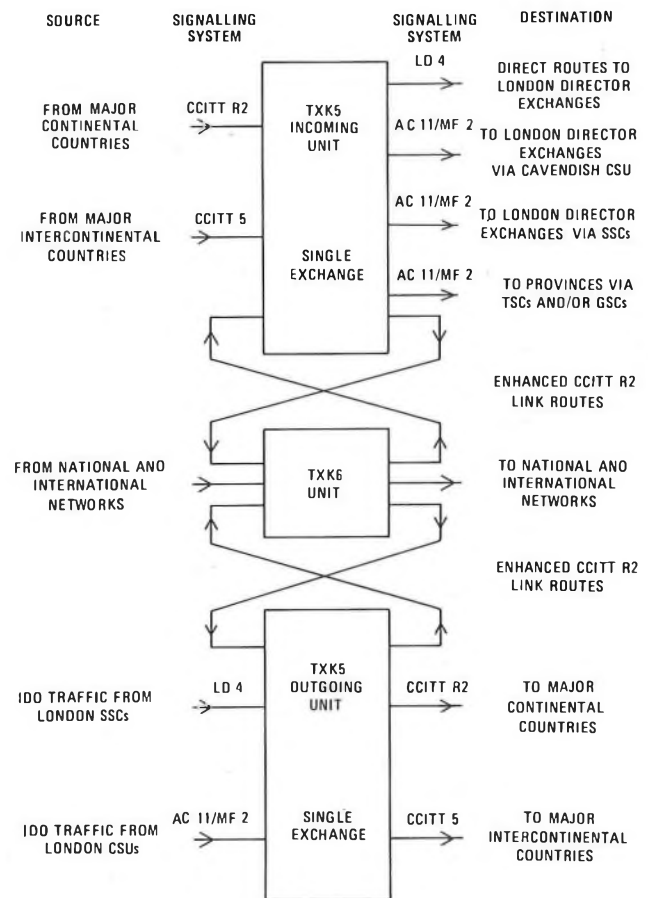 SOURCE
SIGNALLING
SYSTEM
SIGNALLING
SYSTEM
DESTINATION
FROM MAJOR
CONTINENTAL
COUNTRIES
CCITT R2
FROM MAJOR
INTERCONTINENTAL
COUNTRIES
CCITT 5
TXK5
INCOMING
UNIT
SINGLE
EXCHANGE
LD 4
DIRECT ROUTES TO
LONDON DIRECTOR
EXCHANGES
AC 11/MF 2
TO LONDON DIRECTOR
EXCHANGES
VIA CAVENDISH CSU
AC 11/MF 2
TO LONDON DIRECTOR
EXCHANGES VIA SSCs
AC 11/MF 2
TO PROVINCES VIA
TSCs AND/OR GSCs
ENHANCED CCITT R2
LINK ROUTES
FROM NATIONAL AND
INTERNATIONAL
NETWORKS
TXK6
UNIT
TO NATIONAL AND
INTERNATIONAL
NETWORKS
ENHANCED CCITT R2
LINK ROUTES
IDD TRAFFIC FROM
LONDON SSCs
LD 4
IDD TRAFFIC FROM
LONDON CSUs
AC 11/MF 2
TXK5
OUTGOING
UNIT
SINGLE
EXCHANGE
CCITT R2
TO MAJOR
CONTINENTAL
COUNTRIES
CCITT 5
TO MAJOR
INTERCONTINENTAL
COUNTRIES